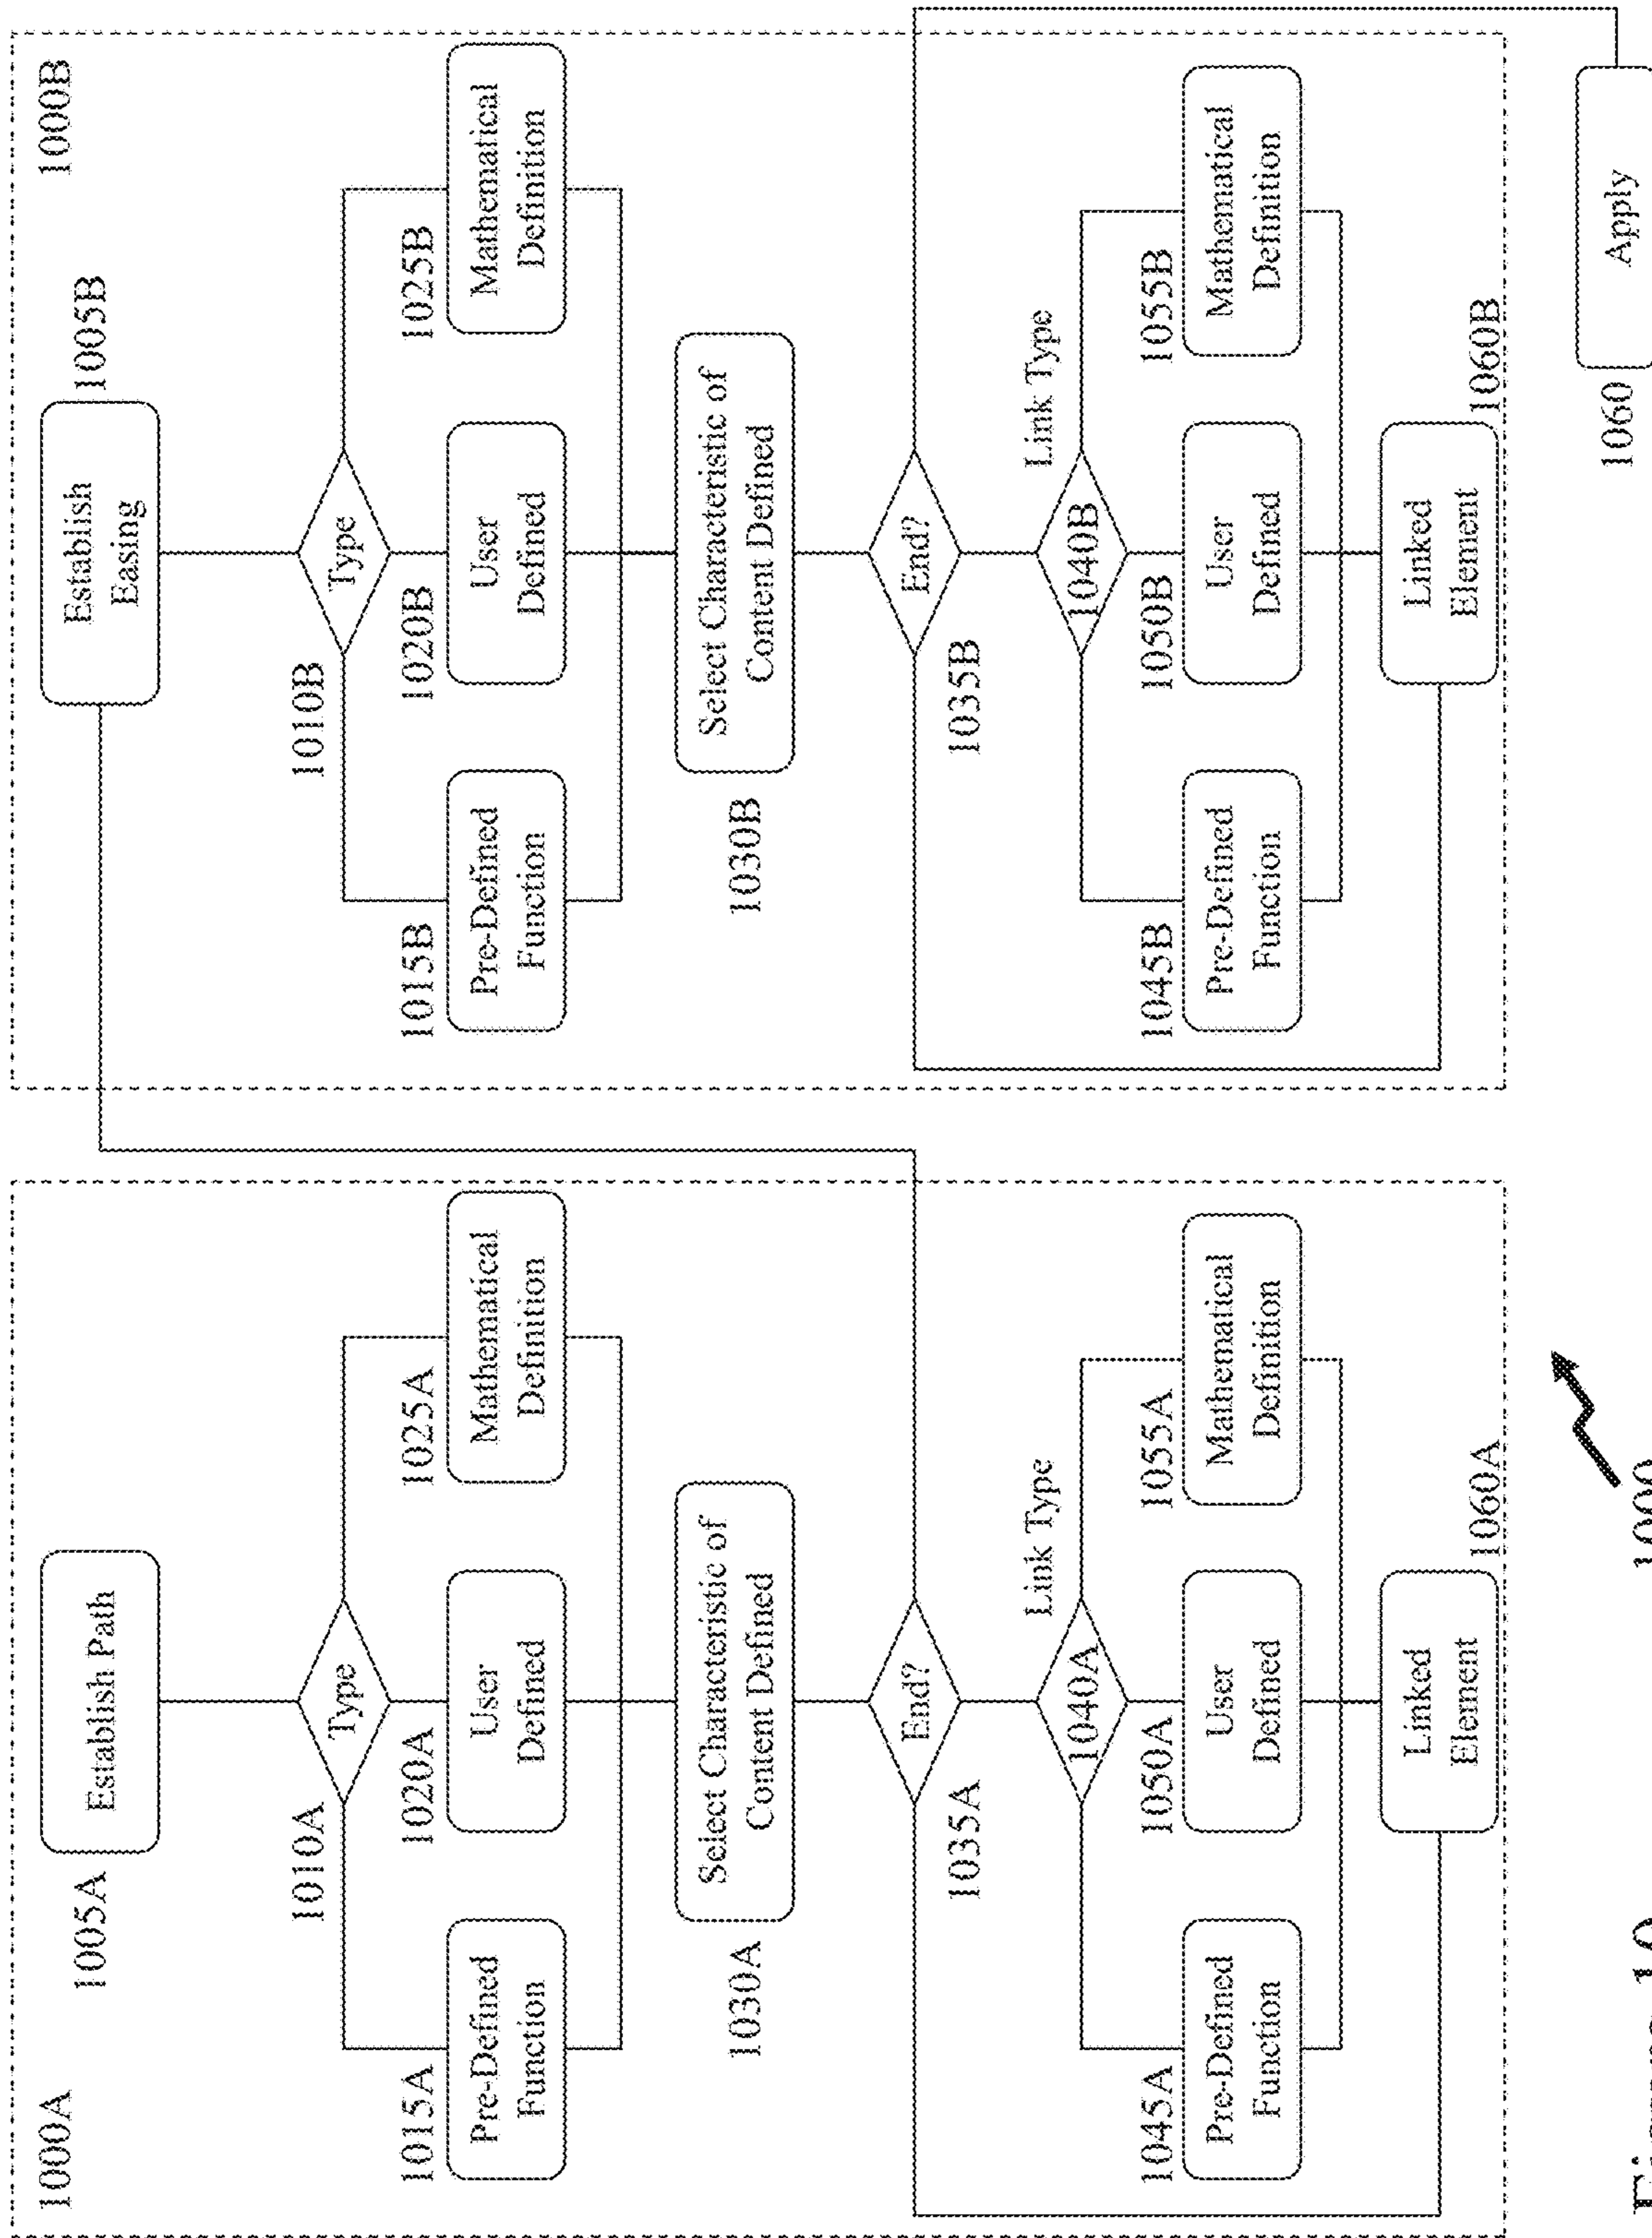 1000A
1005A
Establish Path
1010A
Type
1015A
Pre-Defined
Function
1020A
User
Defined
1025A
Mathematical
Definition
1030A
Select Characteristic of
Content Defined
End?
1035A
Link Type
1040A
1045A
Pre-Defined
Function
1050A
User
Defined
1055A
Mathematical
Definition
Linked
Element
1060A
1000B
Establish
Easing
1005B
1010B
Type
1015B
Pre-Defined
Function
1020B
User
Defined
1025B
Mathematical
Definition
1030B
Select Characteristic of
Content Defined
End?
1035B
Link Type
1040B
1045B
Pre-Defined
Function
1050B
User
Defined
1055B
Mathematical
Definition
Linked
Element
1060B
1060
Apply
Figure 10
1000